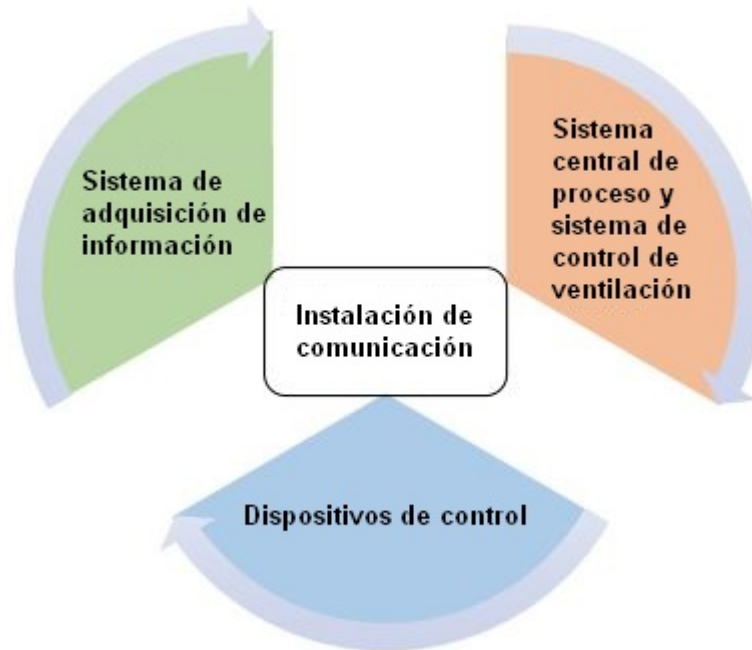 Sistema de
adquisición de
información
Sistema
central de
proceso y
sistema de
control de
ventilación
Instalación de
comunicación
Dispositivos de control